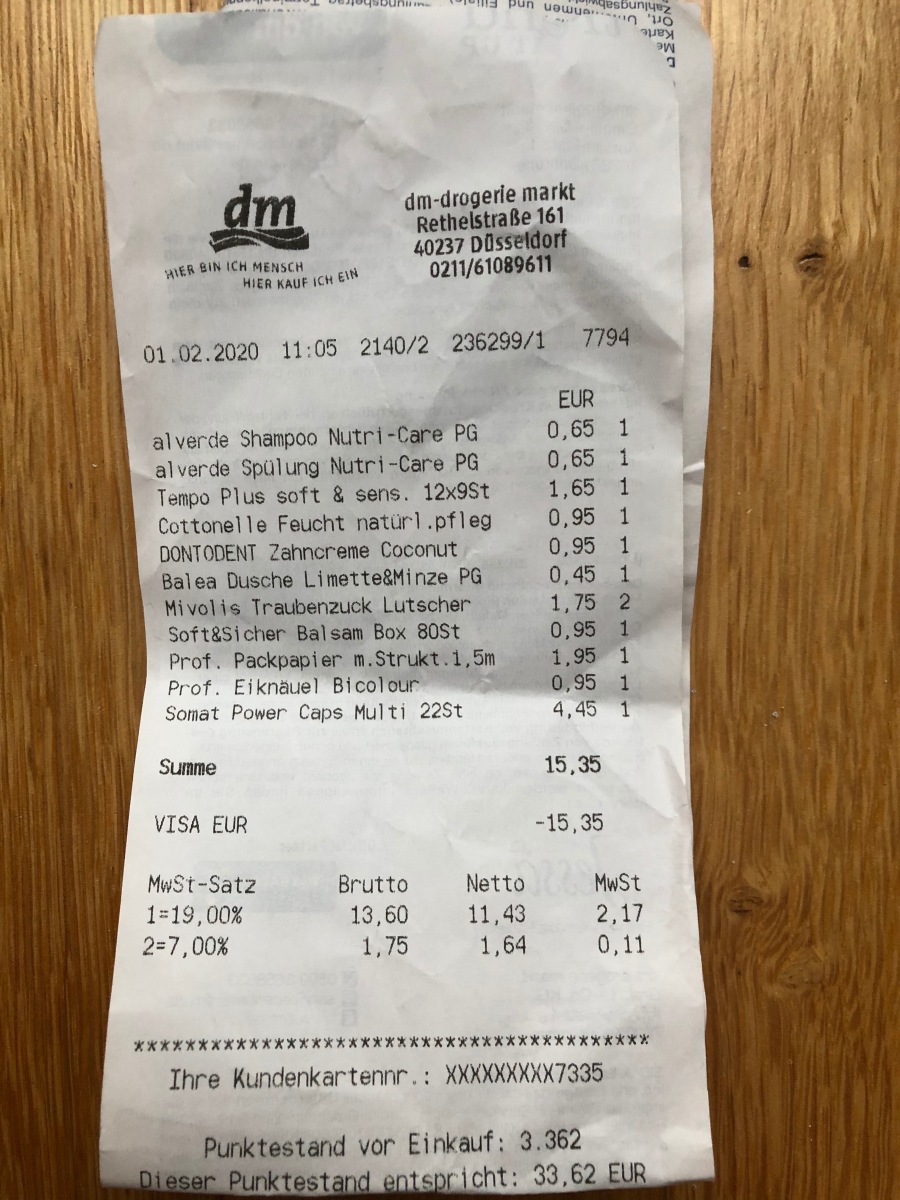 Zahlungsabwi
Ort, Unternehmen und Filiale)
Karte
dm
HIER BIN ICH MENSCH
HIER KAUF ICH EIN
dm-drogerie markt
Rethelstraße 161
40237 Düsseldorf
0211/61089611
01.02.2020 11:05 2140/2 236299/1 7794
EUR
alverde Shampoo Nutri-Care PG 0,65 1
alverde Spülung Nutri-Care PG 0,65 1
Tempo Plus soft & sens. 12x9St 1,65 1
Cottonelle Feucht natürl.pfleg 0,95 1
DONTODENT Zahncreme Coconut 0,95 1
Balea Dusche Limette&Minze PG 0,45 1
Mivolis Traubenzuck Lutscher 1,75 2
Soft&Sicher Balsam Box 80St 0,95 1
Prof. Packpapier m.Strukt.1,5m 1,95 1
Prof. Eiknäuel Bicolour 0,95 1
Somat Power Caps Multi 22St 4,45 1
Summe 15,35
VISA EUR -15,35
MwSt-Satz Brutto Netto MwSt
1=19,00% 13,60 11,43 2,17
2=7,00% 1,75 1,64 0,11
*****************************************
Ihre Kundenkartennr.: XXXXXXXXX7335
Punktestand vor Einkauf: 3.362
Dieser Punktestand entspricht: 33,62 EUR